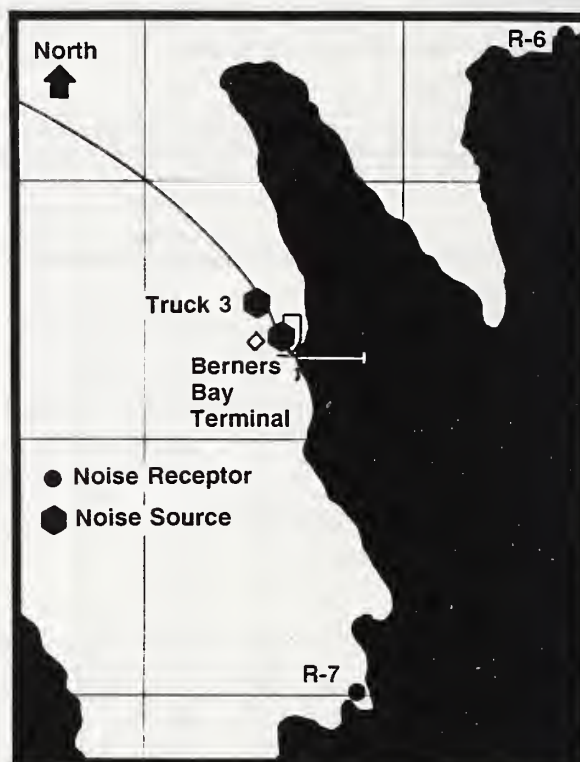 R-6
North
Truck 3
Berners
Bay
Terminal
Noise Receptor
Noise Source
R-7